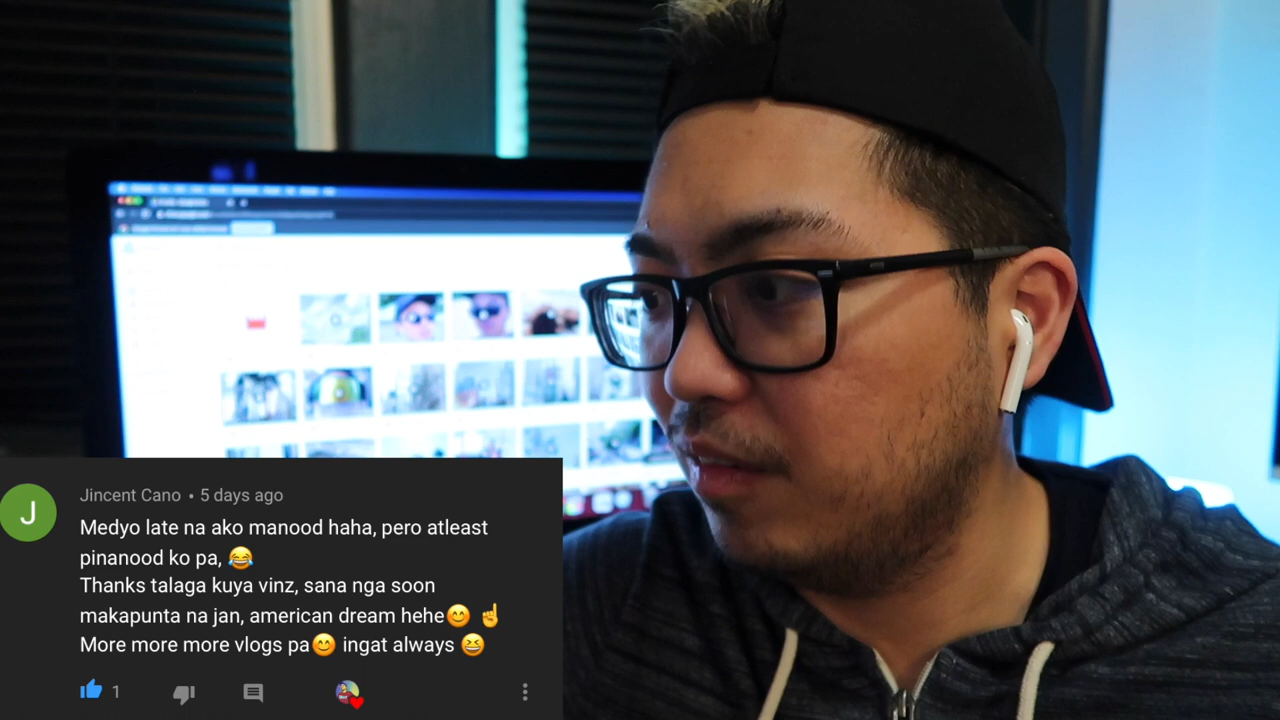 J
Jincent Cano • 5 days ago
Medyo late na ako manood haha, pero atleast
pinanood ko pa, 😂
Thanks talaga kuya vinz, sana nga soon
makapunta na jan, american dream hehe😊 ☝
More more more vlogs pa😊 ingat always 😆
1